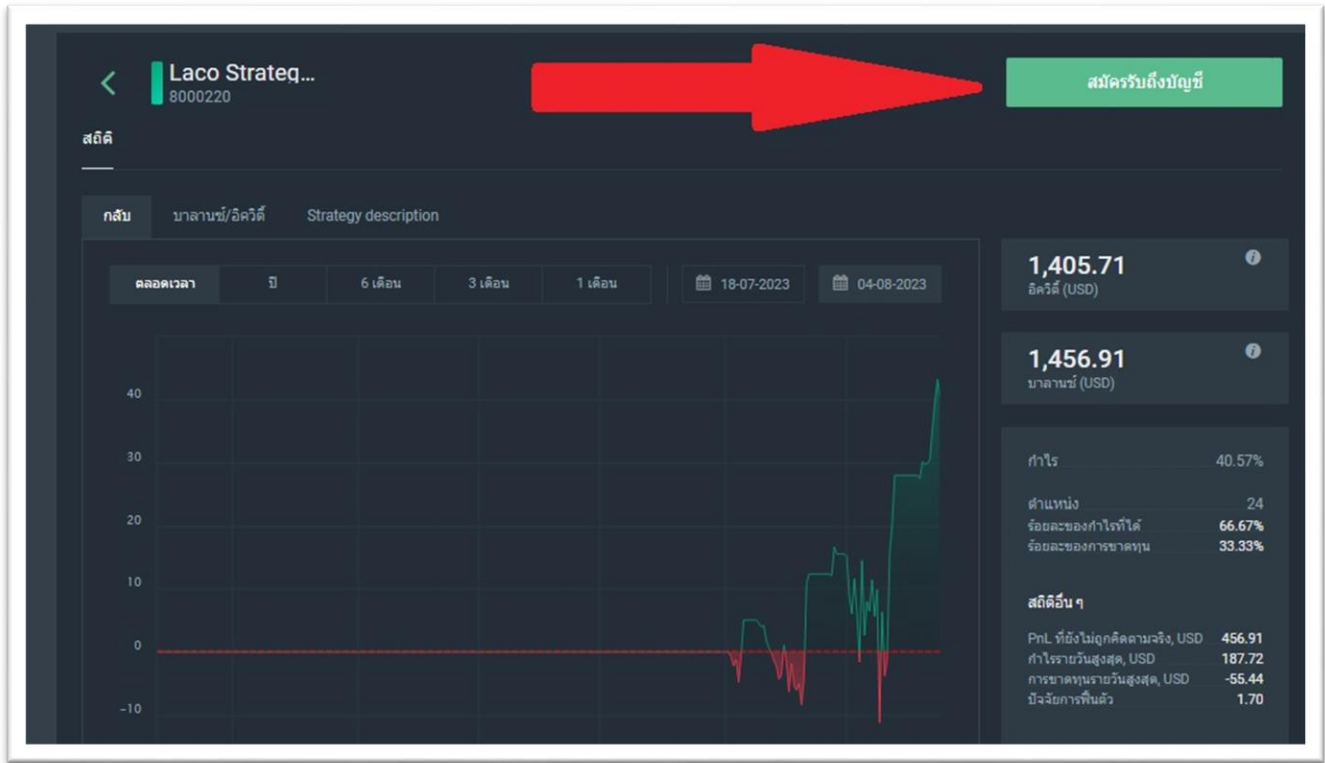 Laco Strateg...
8000220
สมัครรับถึงบัญชี
สถิติ
กลับ บาลานซ์/อิควิตี้ Strategy description
ตลอดเวลา ปี 6 เดือน 3 เดือน 1 เดือน 18-07-2023 04-08-2023
1,405.71
อิควิตี้ (USD)
1,456.91
บาลานซ์ (USD)
40
30
20
10
0
-10
กำไร 40.57%
ตำแหน่ง 24
ร้อยละของกำไรที่ได้ 66.67%
ร้อยละของการขาดทุน 33.33%
สถิติอื่น ๆ
PnL ที่ยังไม่ถูกคิดตามจริง, USD 456.91
กำไรรายวันสูงสุด, USD 187.72
การขาดทุนรายวันสูงสุด, USD -55.44
ปัจจัยการฟื้นตัว 1.70